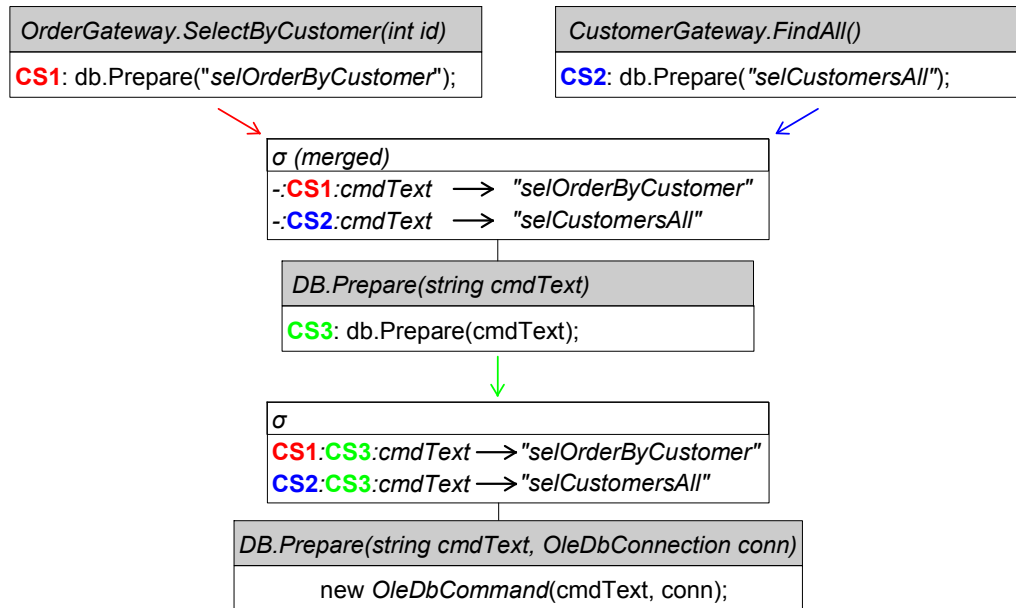 OrderGateway.SelectByCustomer(int id)
CS1: db.Prepare("selOrderByCustomer");
CustomerGateway.FindAll()
CS2: db.Prepare("selCustomersAll");
σ (merged)
-:CS1:cmdText → "selOrderByCustomer"
-:CS2:cmdText → "selCustomersAll"
DB.Prepare(string cmdText)
CS3: db.Prepare(cmdText);
σ
CS1:CS3:cmdText → "selOrderByCustomer"
CS2:CS3:cmdText → "selCustomersAll"
DB.Prepare(string cmdText, OleDbConnection conn)
new OleDbCommand(cmdText, conn);